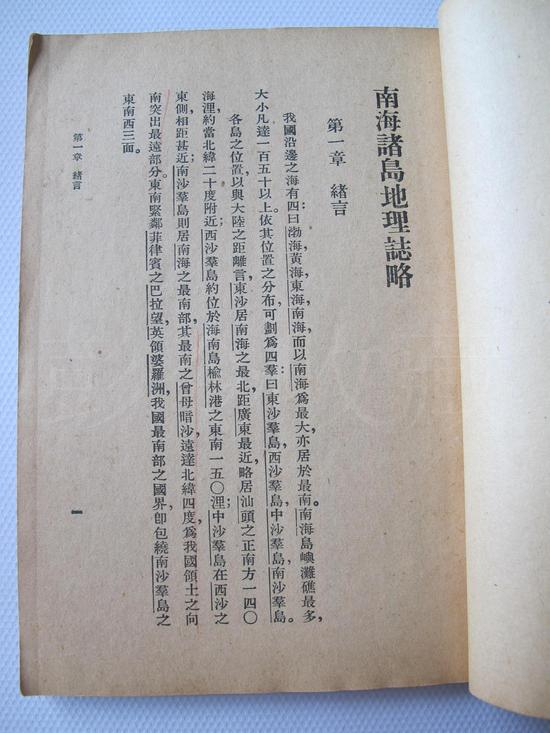 南海諸島地理誌略
第一章　緒言
我國沿邊之海有四：曰渤海，黃海，東海，南海，而以南海爲最大，亦居於最南。南海島嶼灘礁最多，
大小凡達一百五十以上。依其位置之分布，可劃爲四羣：曰東沙羣島，西沙羣島，中沙羣島，南沙羣島。
各島之位置，以與大陸之距離言，東沙居南海之最北，距廣東最近，略居汕頭之正南方一四〇
海浬，約當北緯二十度附近；西沙羣島約位於海南島楡林港之東南一五〇浬；中沙羣島在西沙之
東側，相距甚近；南沙羣島則居南海之最南部，其最南之曾母暗沙，遠達北緯四度，爲我國領土之向
南突出最遠部分。東南緊鄰菲律賓之巴拉望，英領婆羅洲，我國最南部之國界，卽包繞南沙羣島之
東南西三面。
第一章　緒言
一